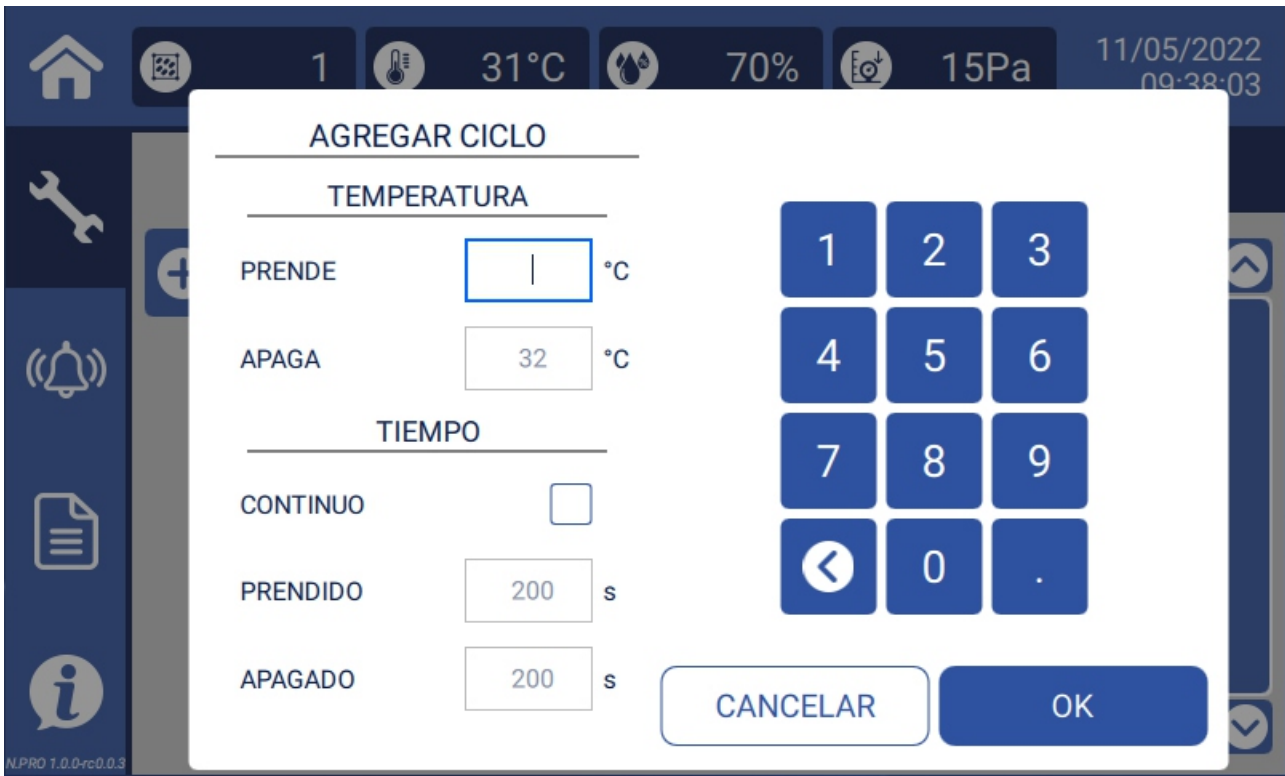 1
31°C
70%
15Pa
11/05/2022
09:38:03
AGREGAR CICLO
TEMPERATURA
PRENDE °C
APAGA 32 °C
TIEMPO
CONTINUO
PRENDIDO 200 s
APAGADO 200 s
1 2 3
4 5 6
7 8 9
0 .
CANCELAR OK
N.PRO 1.0.0-rc0.0.3